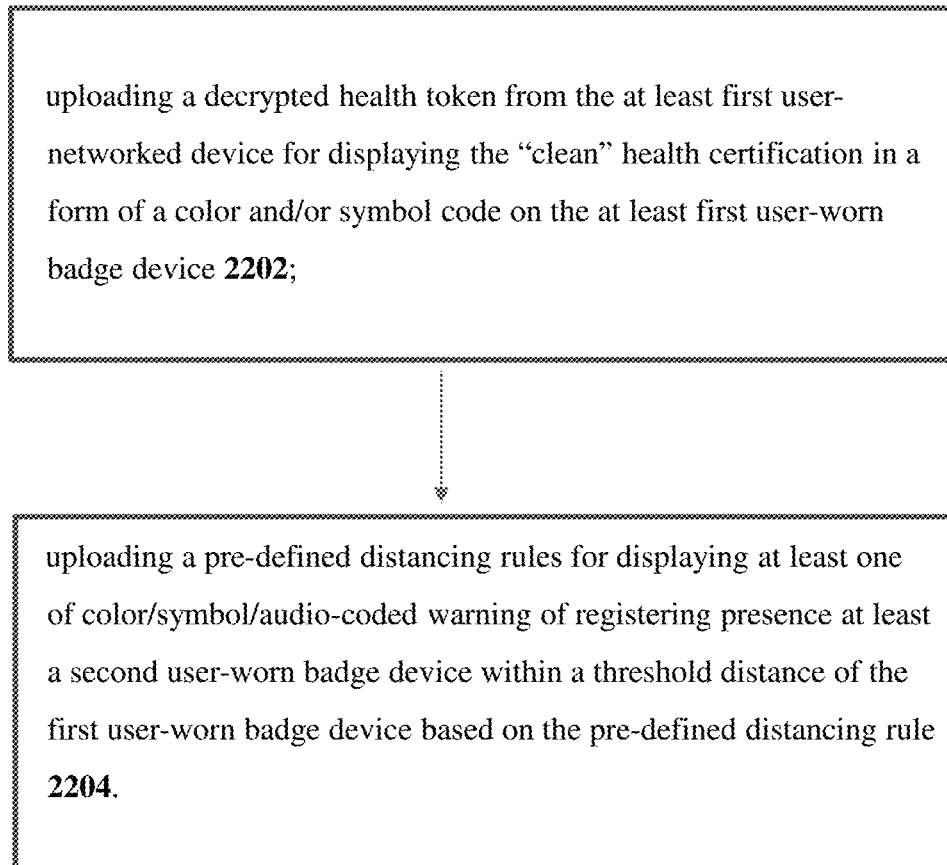 uploading a decrypted health token from the at least first user-
networked device for displaying the “clean” health certification in a
form of a color and/or symbol code on the at least first user-worn
badge device 2202;
uploading a pre-defined distancing rules for displaying at least one
of color/symbol/audio-coded warning of registering presence at least
a second user-worn badge device within a threshold distance of the
first user-worn badge device based on the pre-defined distancing rule
2204.